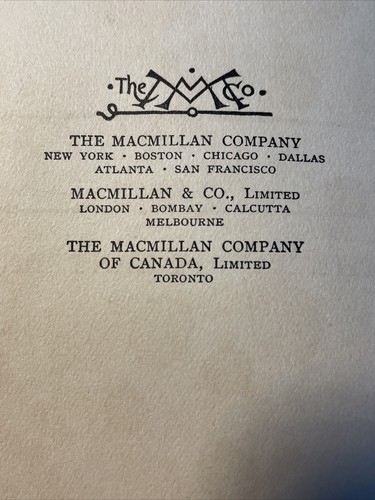 The MM Co.
THE MACMILLAN COMPANY
NEW YORK · BOSTON · CHICAGO · DALLAS
ATLANTA · SAN FRANCISCO
MACMILLAN & CO., LIMITED
LONDON · BOMBAY · CALCUTTA
MELBOURNE
THE MACMILLAN COMPANY
OF CANADA, LIMITED
TORONTO